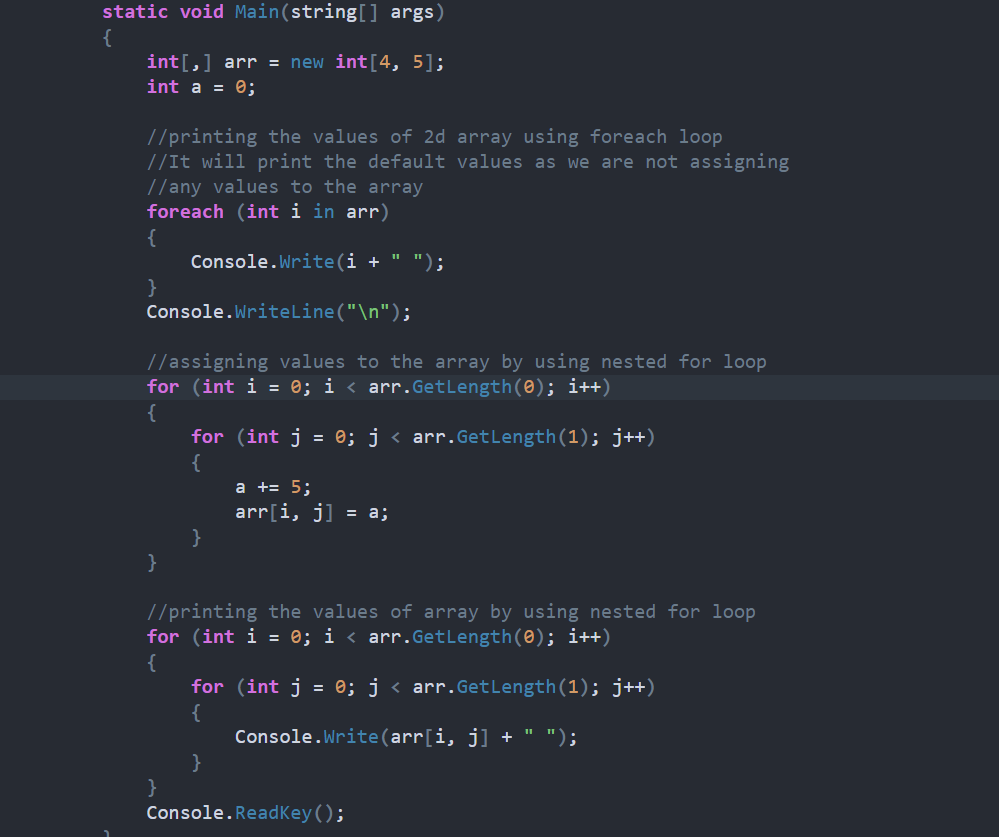 static void Main(string[] args)
{
int[,] arr = new int[4, 5];
int a = 0;
//printing the values of 2d array using foreach loop
//It will print the default values as we are not assigning
//any values to the array
foreach (int i in arr)
{
Console.Write(i + " ");
}
Console.WriteLine("\n");
//assigning values to the array by using nested for loop
for (int i = 0; i < arr.GetLength(0); i++)
{
for (int j = 0; j < arr.GetLength(1); j++)
{
a += 5;
arr[i, j] = a;
}
}
//printing the values of array by using nested for loop
for (int i = 0; i < arr.GetLength(0); i++)
{
for (int j = 0; j < arr.GetLength(1); j++)
{
Console.Write(arr[i, j] + " ");
}
}
Console.ReadKey();
}